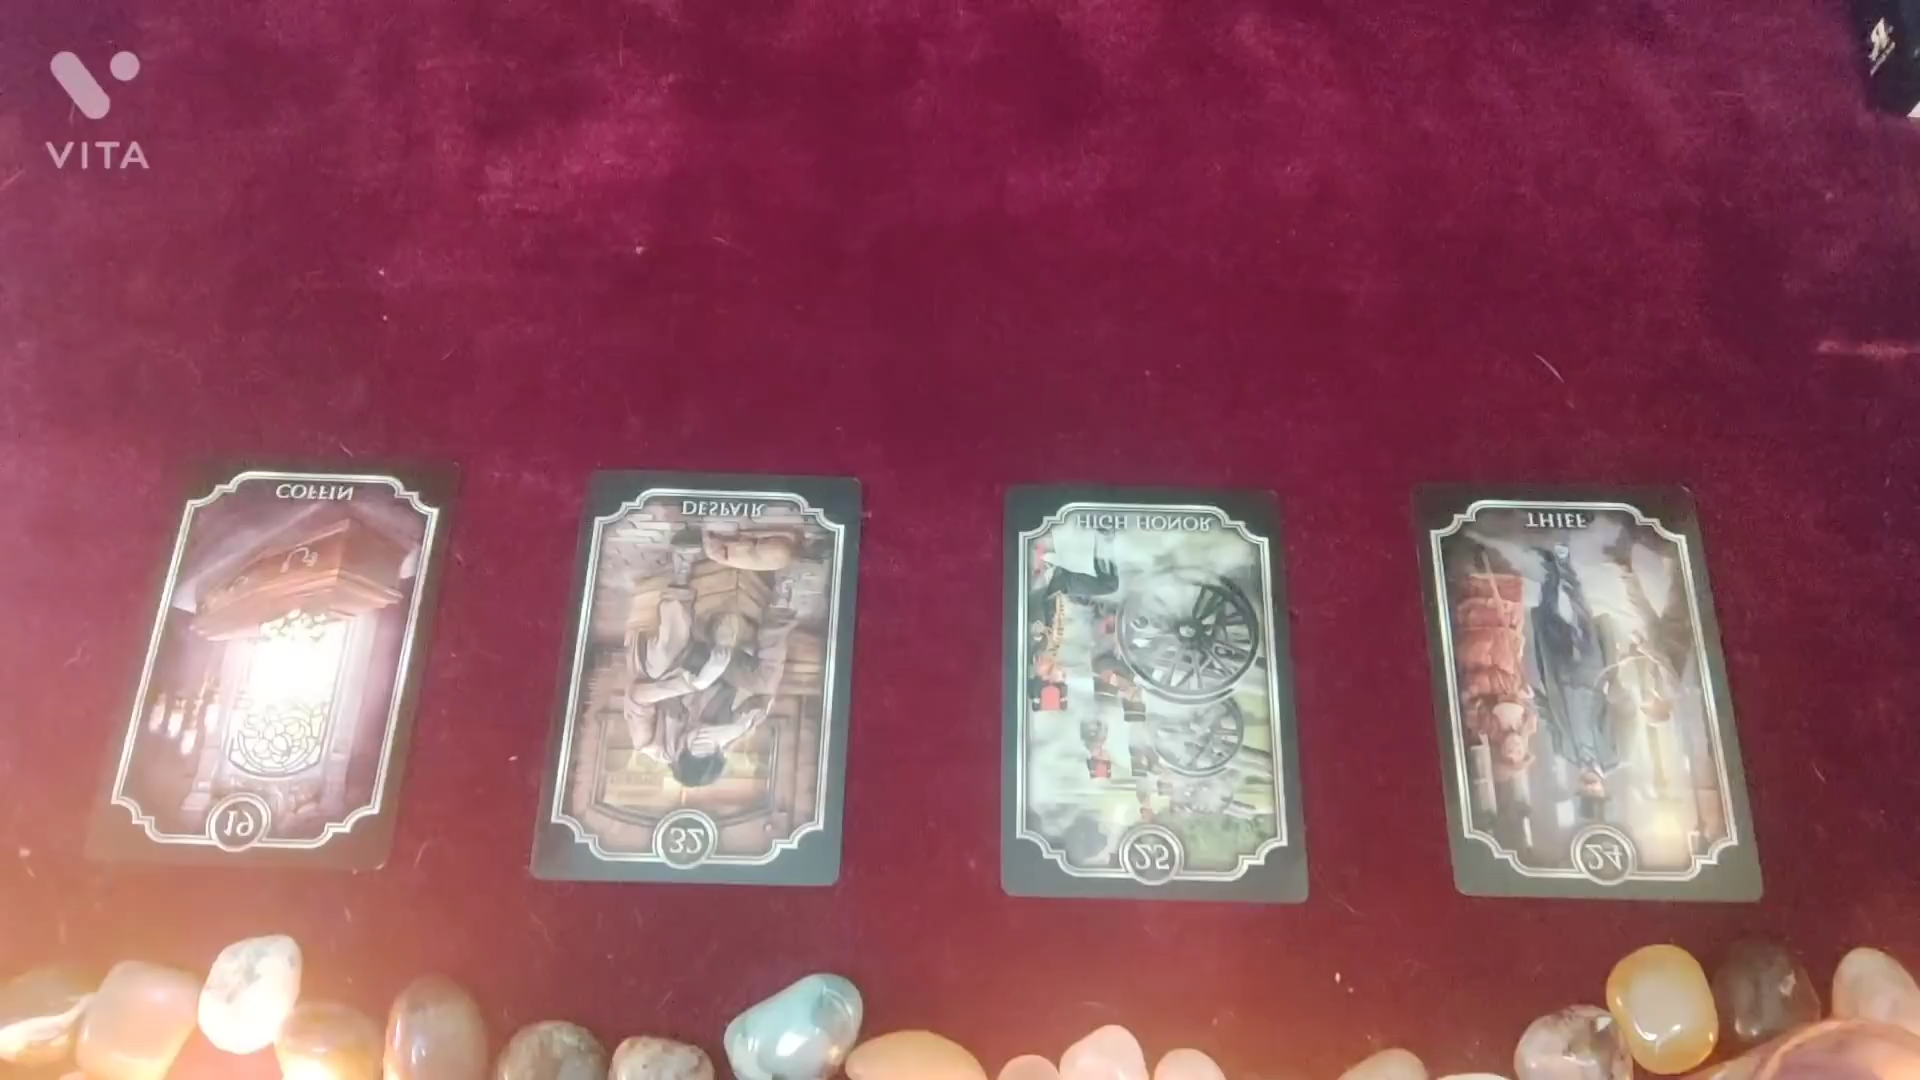 VITA
COFFIN
DESPAIR
HIGH HONOR
THIEF
19
32
25
24